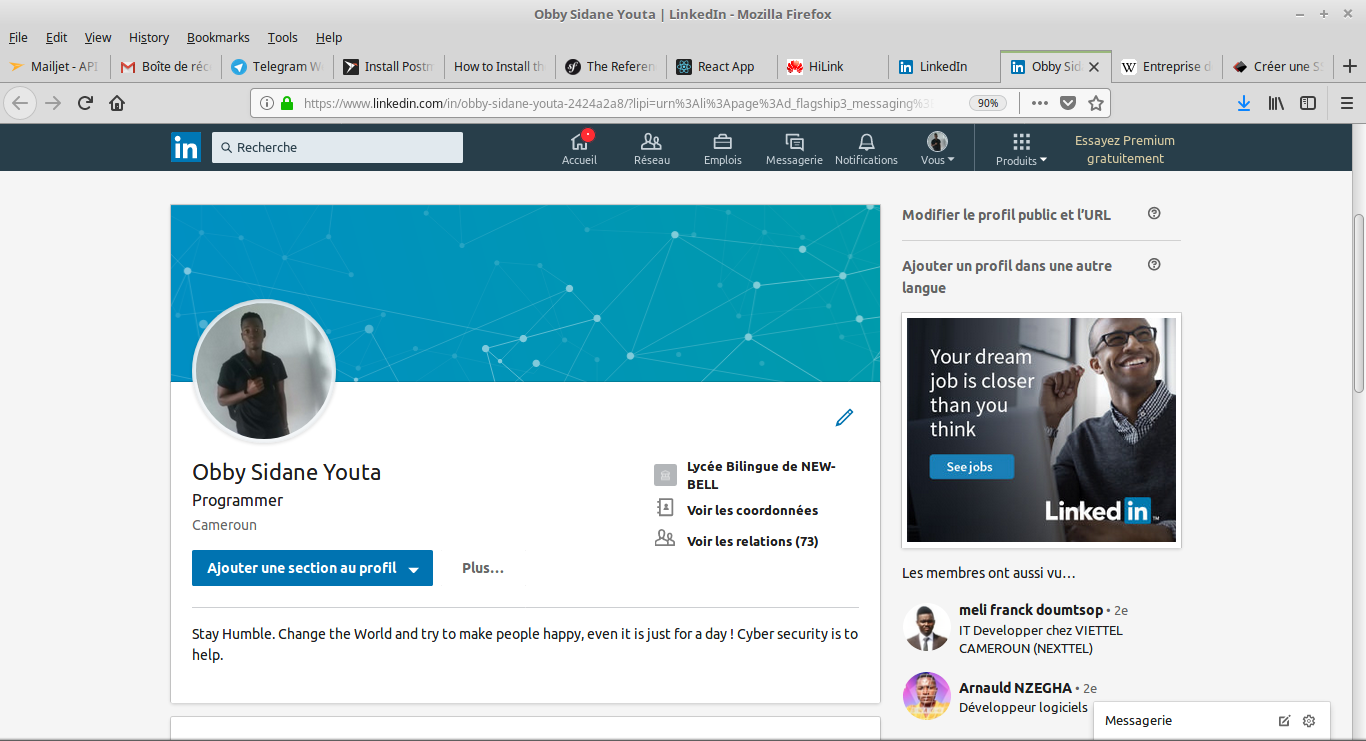 Obby Sidane Youta | LinkedIn - Mozilla Firefox
File Edit View History Bookmarks Tools Help
Mailjet - API
Boîte de réc
Telegram W
Install Postm
How to Install th
The Referen
React App
HiLink
LinkedIn
Obby Sid
Entreprise d
Créer une S
https://www.linkedin.com/in/obby-sidane-youta-2424a2a8/?lipi=urn%3Ali%3Apage%3Ad_flagship3_messaging%3
90%
in
Recherche
Accueil
Réseau
Emplois
Messagerie
Notifications
Vous
Produits
Essayez Premium
gratuitement
Obby Sidane Youta
Programmer
Cameroun
Ajouter une section au profil
Plus…
Lycée Bilingue de NEW-
BELL
Voir les coordonnées
Voir les relations (73)
Stay Humble. Change the World and try to make people happy, even it is just for a day ! Cyber security is to
help.
Modifier le profil public et l’URL
Ajouter un profil dans une autre
langue
Your dream
job is closer
than you
think
See jobs
Linked in
Les membres ont aussi vu…
meli franck doumtsop • 2e
IT Developer chez VIETTEL
CAMEROUN (NEXTTEL)
Arnauld NZEGHA • 2e
Développeur logiciels
Messagerie